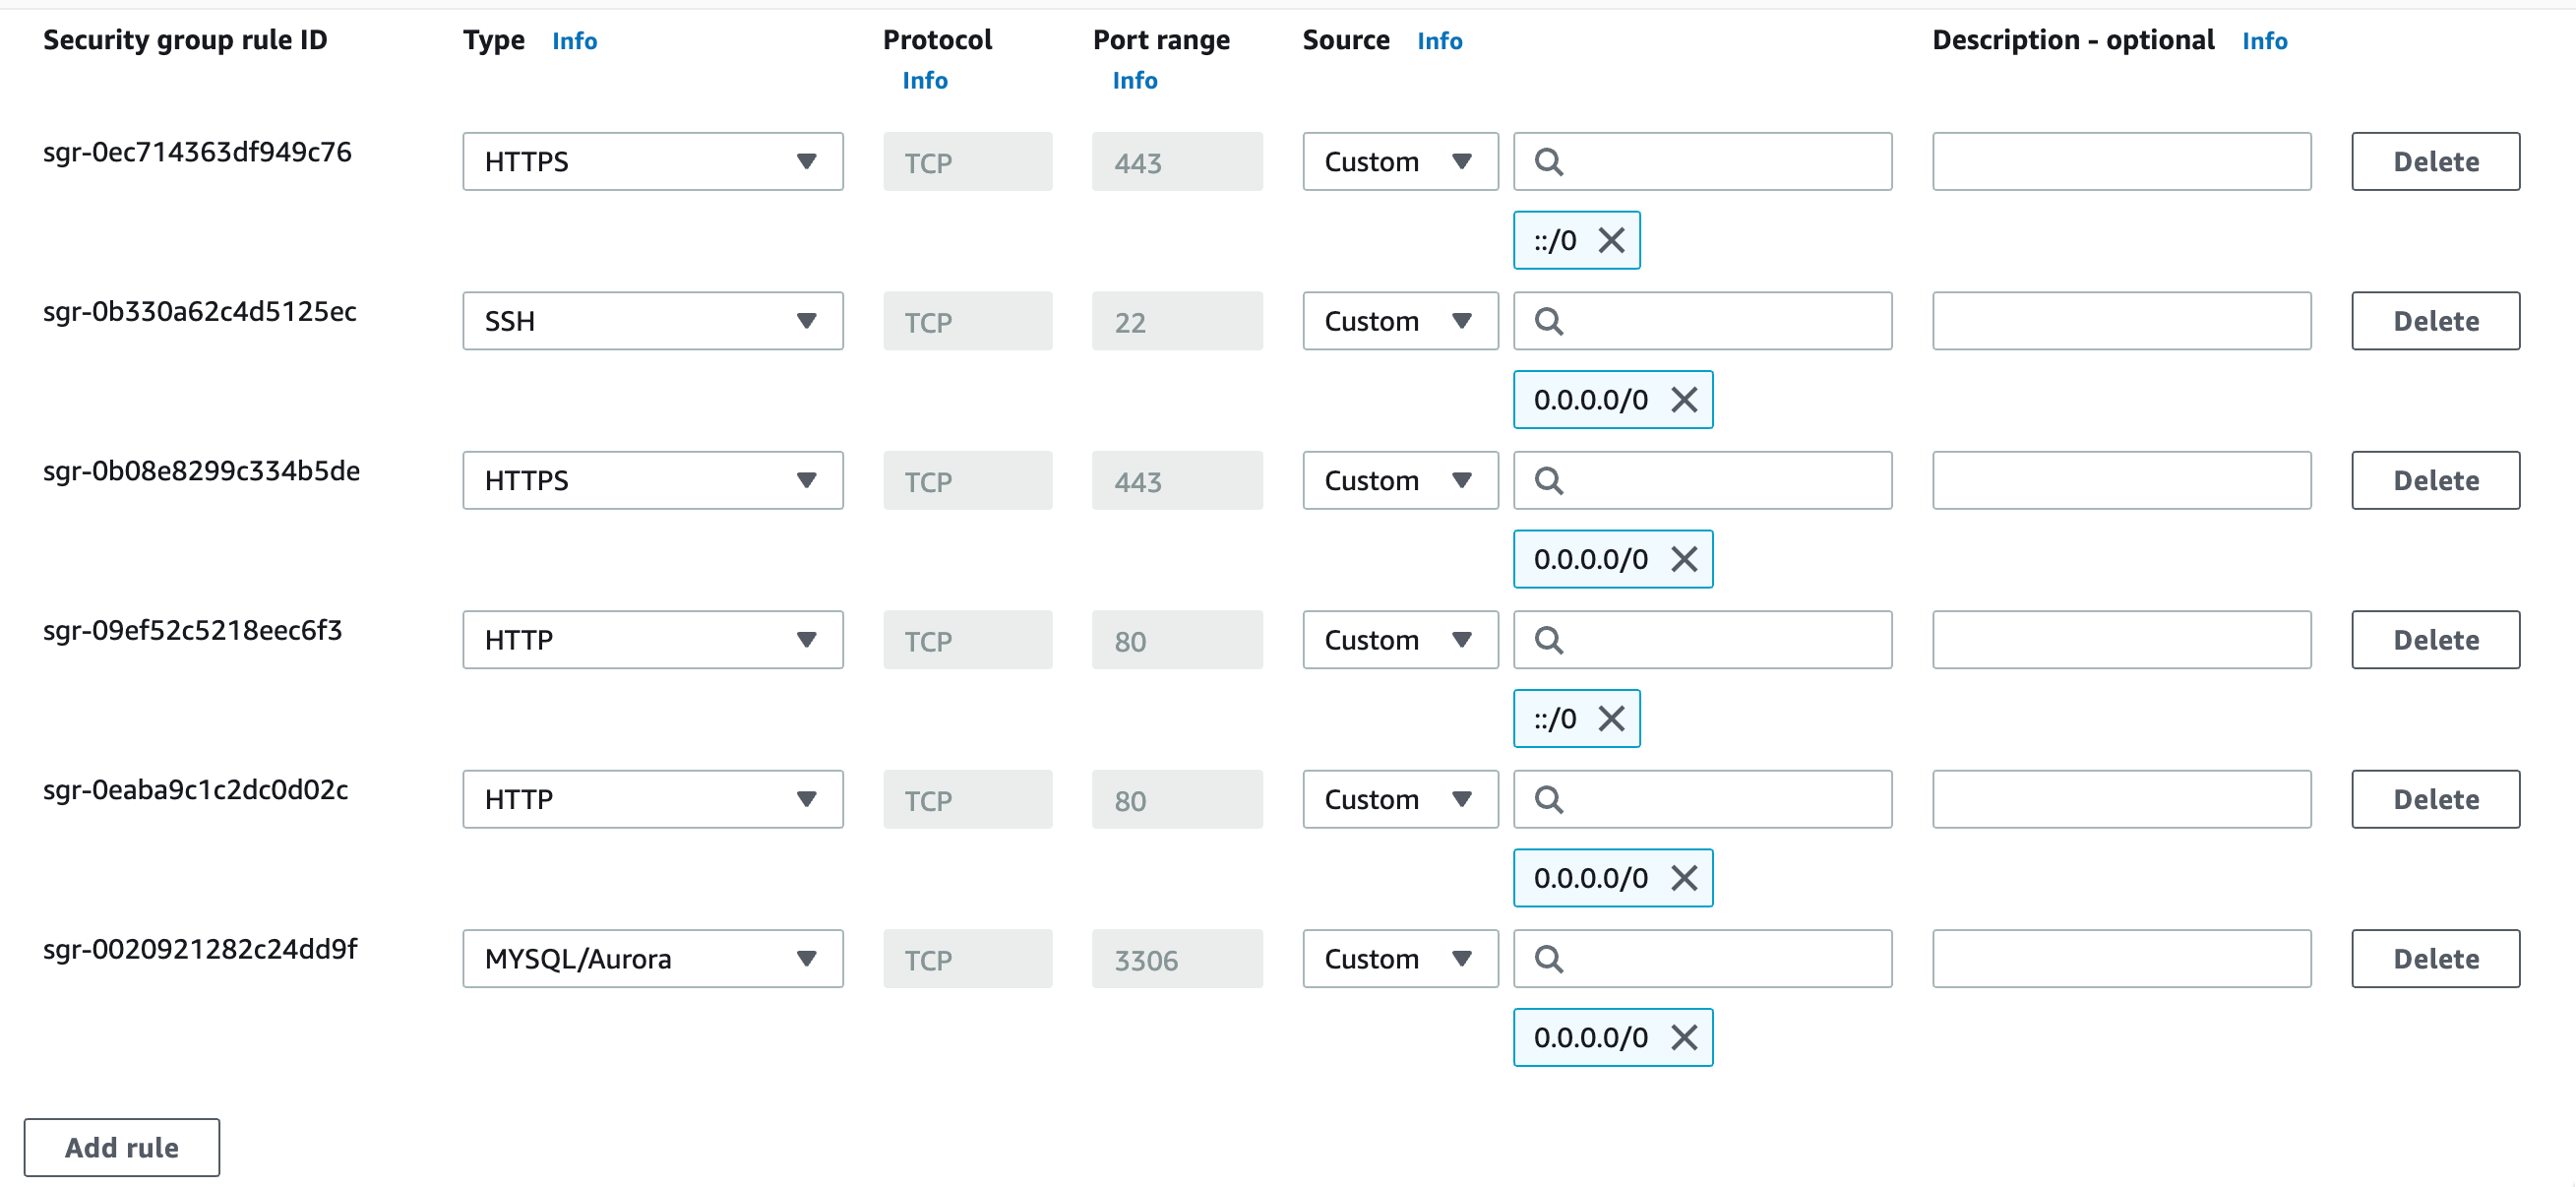 Security group rule ID Type Info Protocol Info Port range Info Source Info Description - optional Info
sgr-0ec714363df949c76 HTTPS TCP 443 Custom Delete
::/0
sgr-0b330a62c4d5125ec SSH TCP 22 Custom Delete
0.0.0.0/0
sgr-0b08e8299c334b5de HTTPS TCP 443 Custom Delete
0.0.0.0/0
sgr-09ef52c5218eec6f3 HTTP TCP 80 Custom Delete
::/0
sgr-0eaba9c1c2dc0d02c HTTP TCP 80 Custom Delete
0.0.0.0/0
sgr-0020921282c24dd9f MYSQL/Aurora TCP 3306 Custom Delete
0.0.0.0/0
Add rule